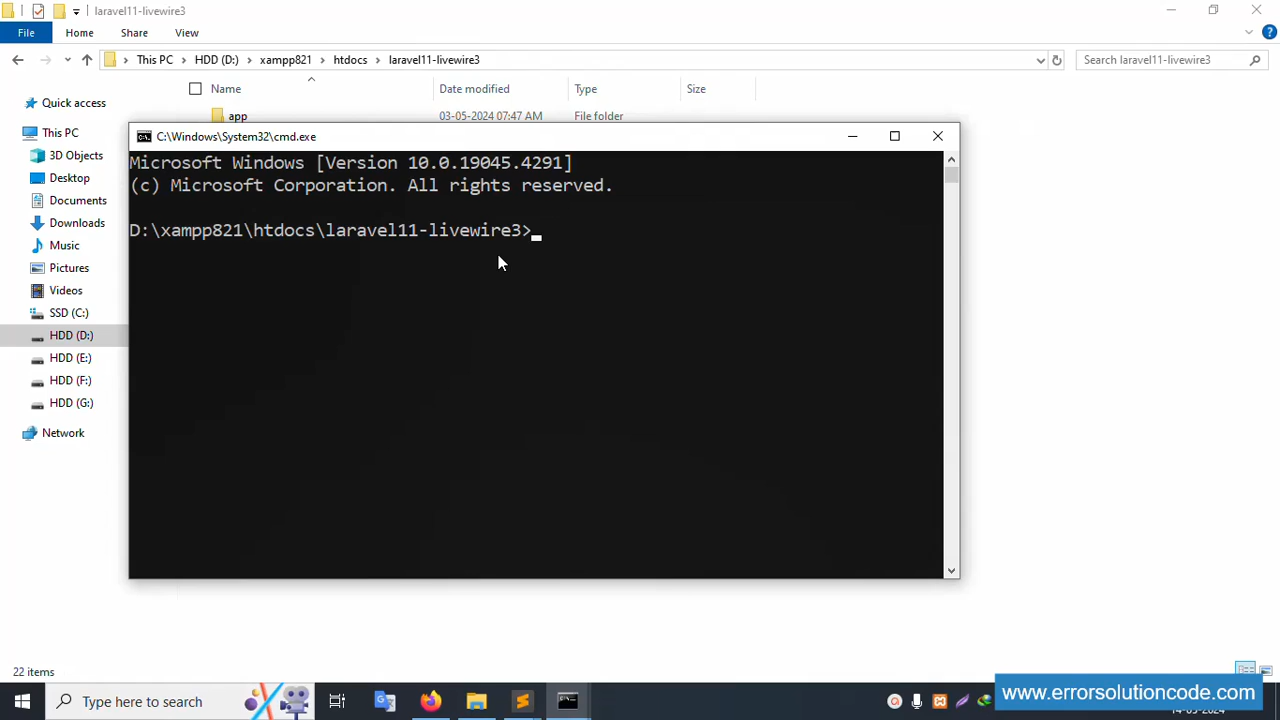 laravel11-livewire3
File Home Share View
This PC HDD (D:) xampp821 htdocs laravel11-livewire3
Search laravel11-livewire3
Name Date modified Type Size
Quick access
app 03-05-2024 07:47 AM File folder
This PC
3D Objects
Desktop
Documents
Downloads
Music
Pictures
Videos
SSD (C:)
HDD (D:)
HDD (E:)
HDD (F:)
HDD (G:)
Network
C:\Windows\System32\cmd.exe
Microsoft Windows [Version 10.0.19045.4291]
(c) Microsoft Corporation. All rights reserved.
D:\xampp821\htdocs\laravel11-livewire3>
22 items
Type here to search
www.errorsolutioncode.com